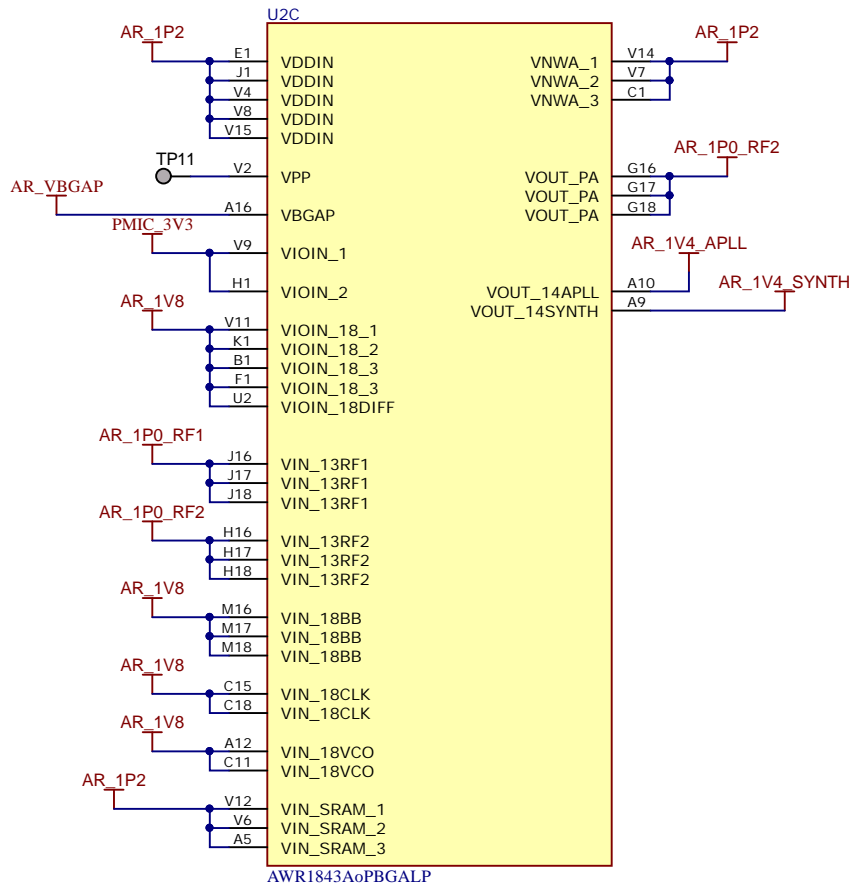 U2C
AR_1P2
E1 VDDIN
J1 VDDIN
V4 VDDIN
V8 VDDIN
V15 VDDIN
TP11
V2 VPP
AR_VBGAP
A16 VBGAP
PMIC_3V3
V9 VIOIN_1
H1 VIOIN_2
AR_1V8
V11 VIOIN_18_1
K1 VIOIN_18_2
B1 VIOIN_18_3
F1 VIOIN_18_3
U2 VIOIN_18DIFF
AR_1P0_RF1
J16 VIN_13RF1
J17 VIN_13RF1
J18 VIN_13RF1
AR_1P0_RF2
H16 VIN_13RF2
H17 VIN_13RF2
H18 VIN_13RF2
AR_1V8
M16 VIN_18BB
M17 VIN_18BB
M18 VIN_18BB
AR_1V8
C15 VIN_18CLK
C18 VIN_18CLK
AR_1V8
A12 VIN_18VCO
C11 VIN_18VCO
AR_1P2
V12 VIN_SRAM_1
V6 VIN_SRAM_2
A5 VIN_SRAM_3
AR_1P2
VNWA_1 V14
VNWA_2 V7
VNWA_3 C1
AR_1P0_RF2
VOUT_PA G16
VOUT_PA G17
VOUT_PA G18
AR_1V4_APLL
VOUT_14APLL A10
AR_1V4_SYNTH
VOUT_14SYNTH A9
AWR1843AoPBGALP